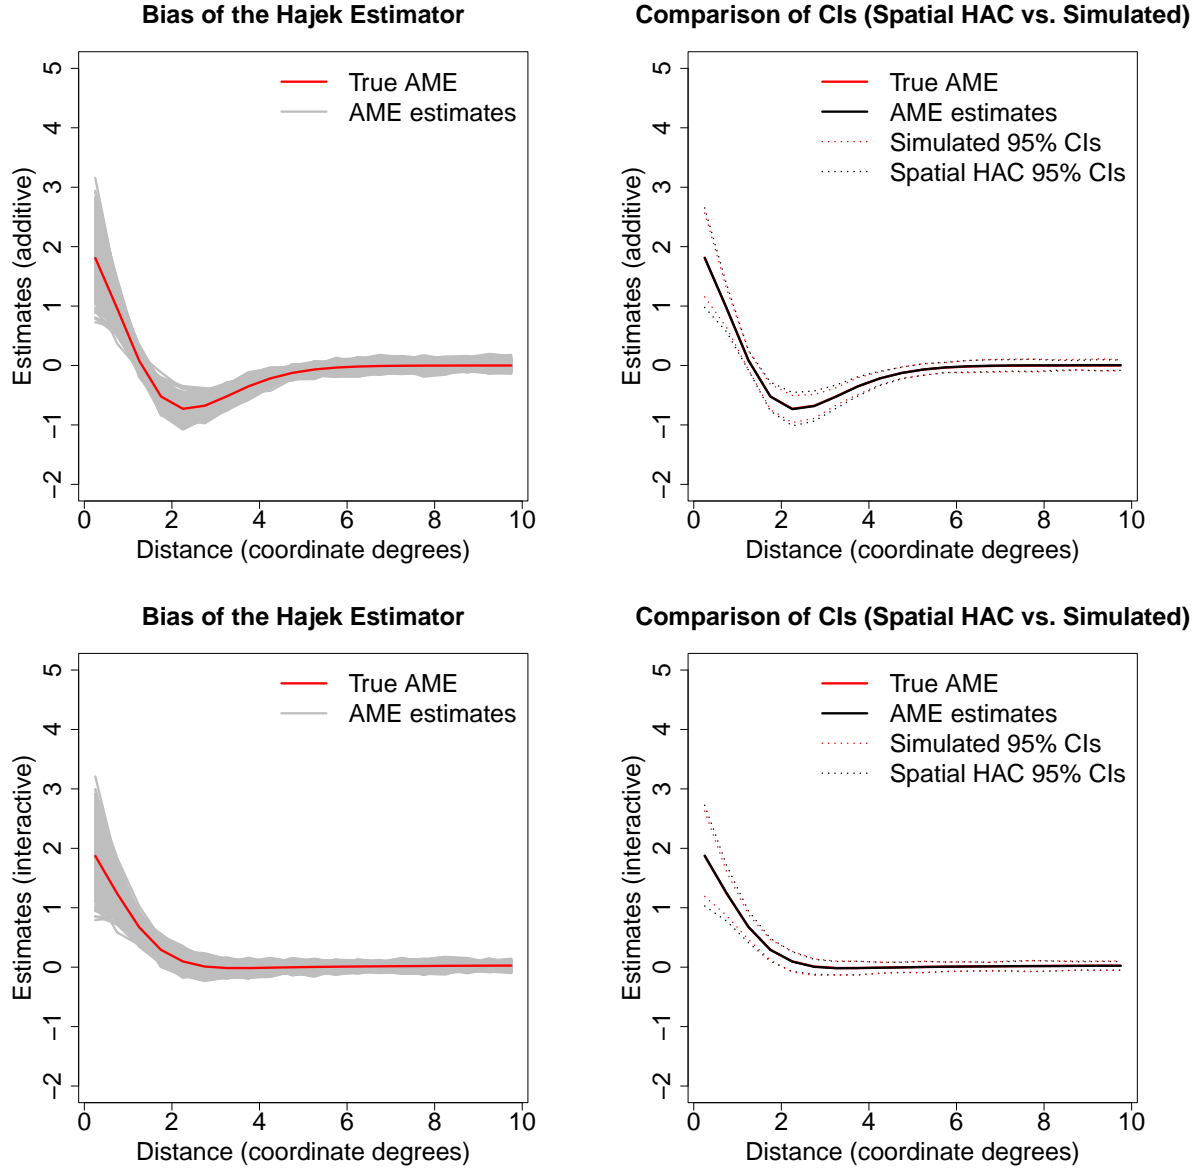 Bias of the Hajek Estimator
Estimates (additive)
5
4
3
2
1
0
−1
−2
True AME
AME estimates
0 2 4 6 8 10
Distance (coordinate degrees)
Comparison of CIs (Spatial HAC vs. Simulated)
Estimates (additive)
5
4
3
2
1
0
−1
−2
True AME
AME estimates
Simulated 95% CIs
Spatial HAC 95% CIs
0 2 4 6 8 10
Distance (coordinate degrees)
Bias of the Hajek Estimator
Estimates (interactive)
5
4
3
2
1
0
−1
−2
True AME
AME estimates
0 2 4 6 8 10
Distance (coordinate degrees)
Comparison of CIs (Spatial HAC vs. Simulated)
Estimates (interactive)
5
4
3
2
1
0
−1
−2
True AME
AME estimates
Simulated 95% CIs
Spatial HAC 95% CIs
0 2 4 6 8 10
Distance (coordinate degrees)